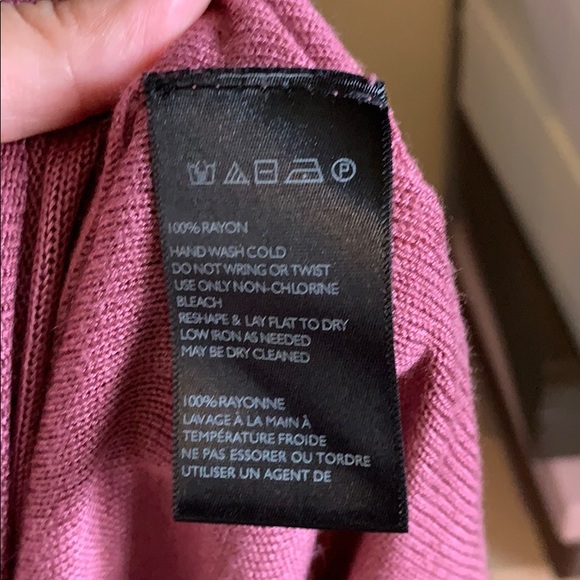 100% RAYON
HAND WASH COLD
DO NOT WRING OR TWIST
USE ONLY NON-CHLORINE
BLEACH
RESHAPE & LAY FLAT TO DRY
LOW IRON AS NEEDED
MAY BE DRY CLEANED
100% RAYONNE
LAVAGE À LA MAIN À
TEMPÉRATURE FROIDE
NE PAS ESSORER OU TORDRE
UTILISER UN AGENT DE